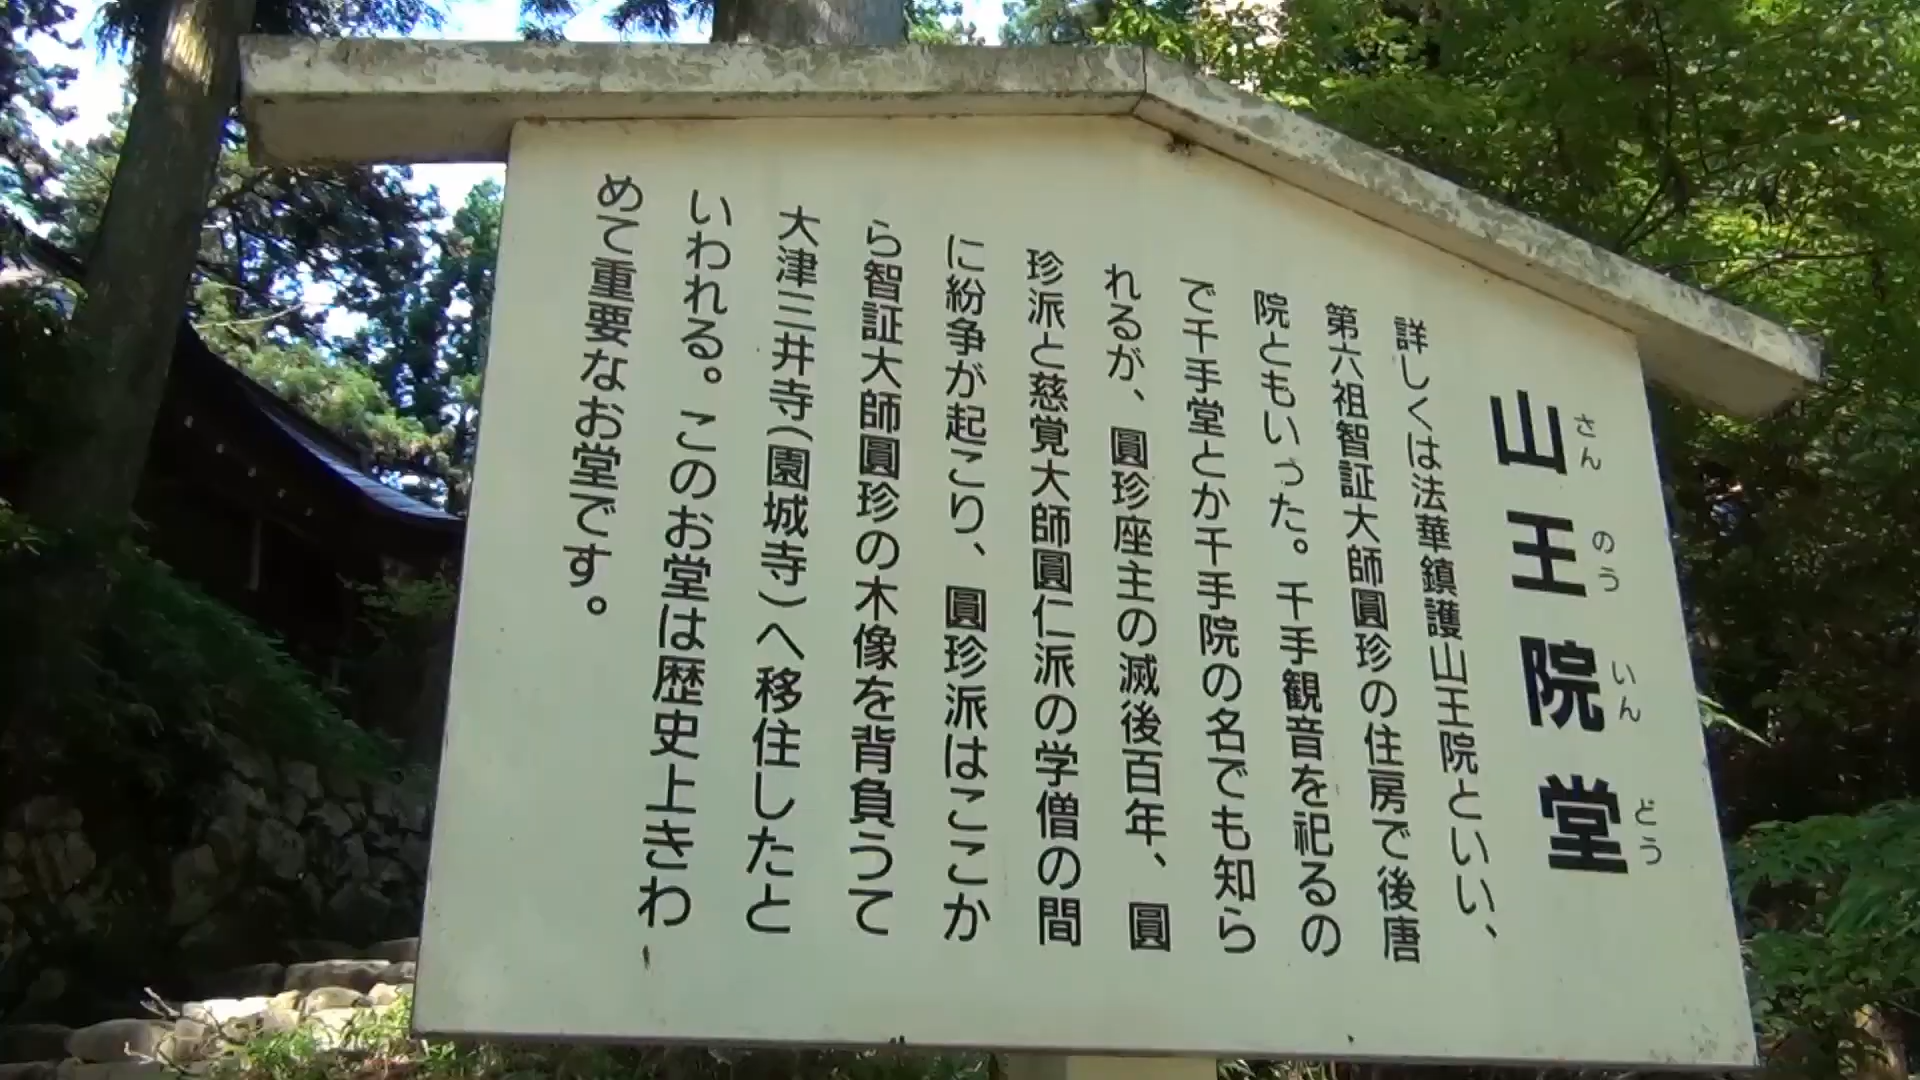 山王院堂
さんのういんどう
詳しくは法華鎮護山王院といい、
第六祖智証大師圓珍の住房で後唐
院ともいった。千手観音を祀るの
で千手堂とか千手院の名でも知ら
れるが、圓珍座主の滅後百年、圓
珍派と慈覚大師圓仁派の学僧の間
に紛争が起こり、圓珍派はここか
ら智証大師圓珍の木像を背負うて
大津三井寺(園城寺)へ移住したと
いわれる。このお堂は歴史上きわ
めて重要なお堂です。